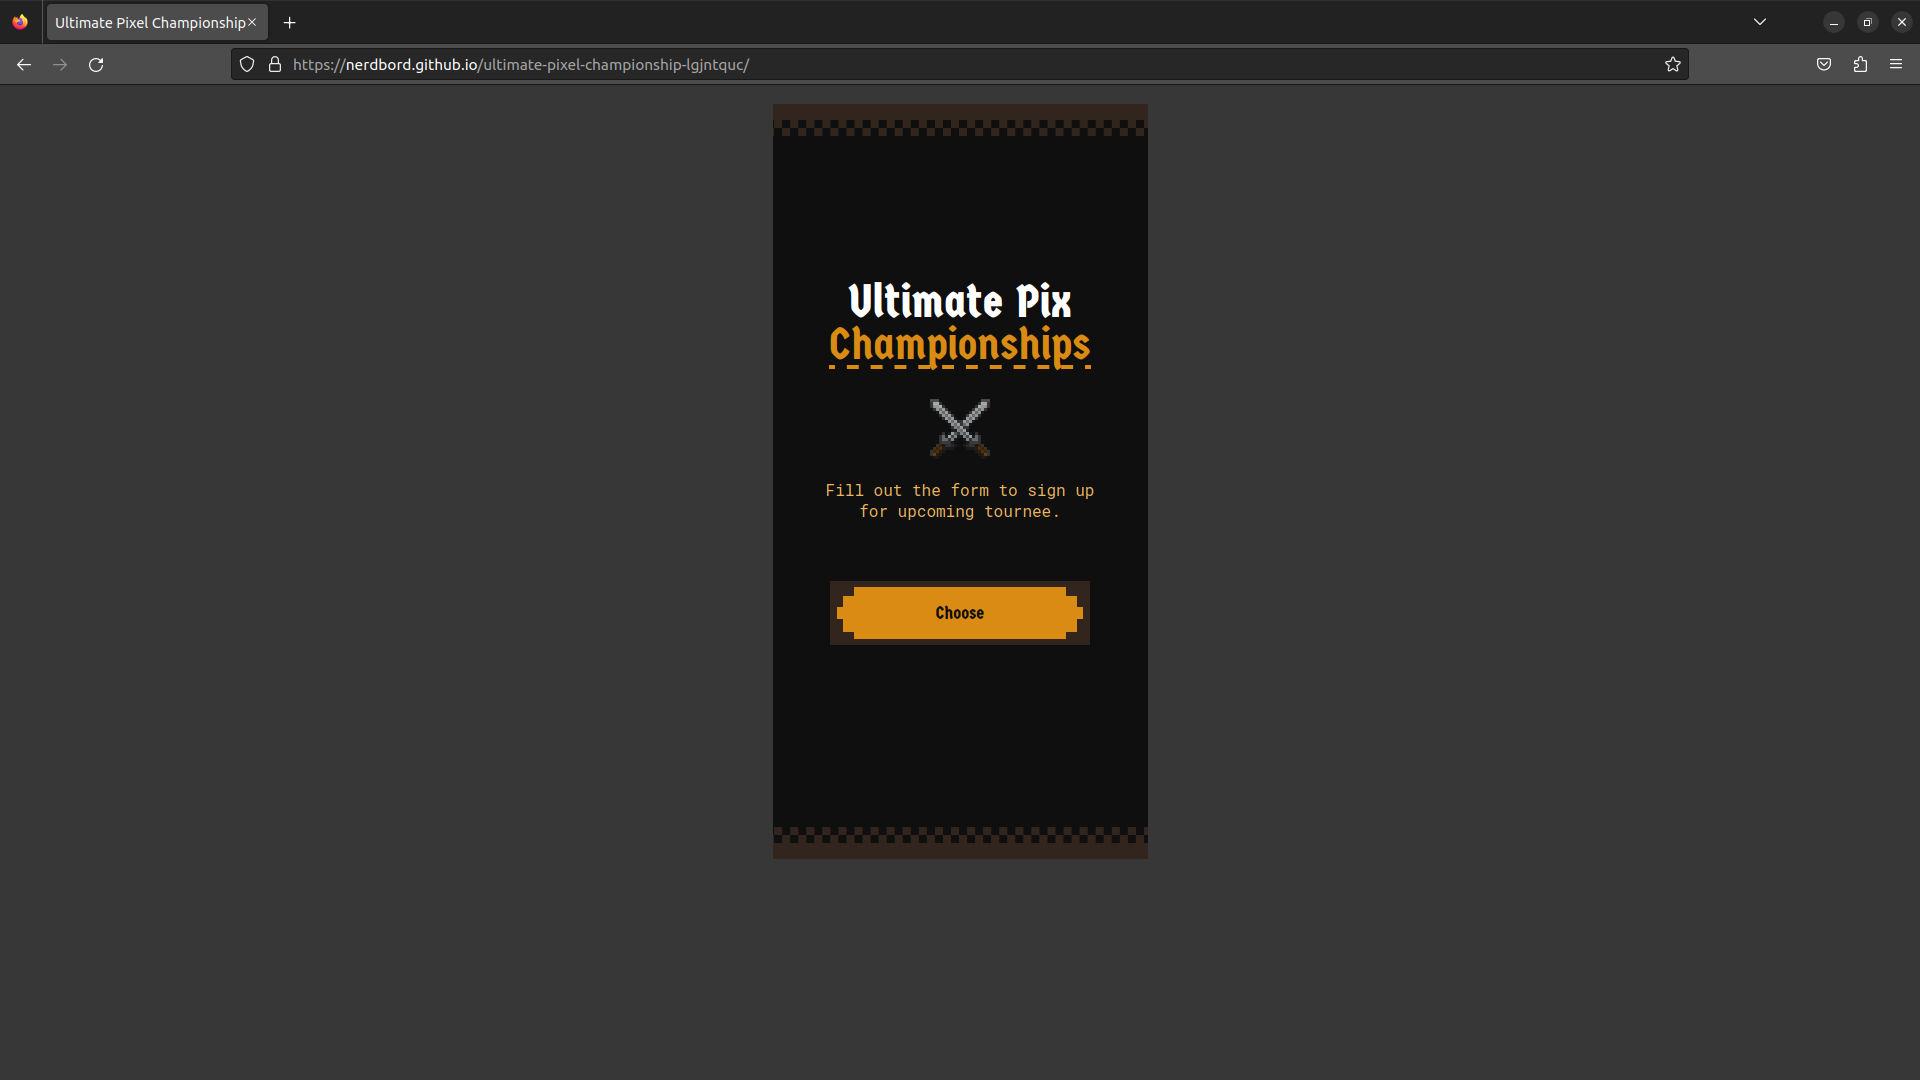 Ultimate Pixel Championship
https://nerdbord.github.io/ultimate-pixel-championship-lgjntquc/
Ultimate Pix
Championships
Fill out the form to sign up
for upcoming tournee.
Choose